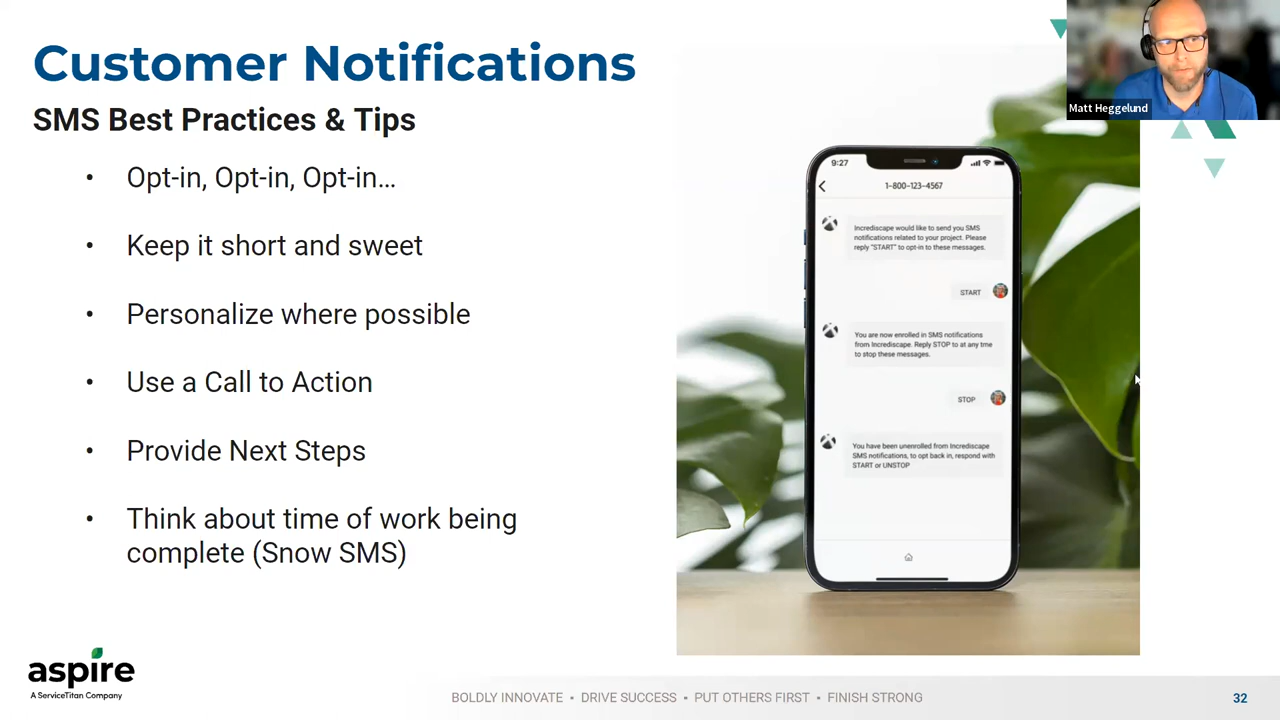 Customer Notifications
SMS Best Practices & Tips
• Opt-in, Opt-in, Opt-in…
• Keep it short and sweet
• Personalize where possible
• Use a Call to Action
• Provide Next Steps
• Think about time of work being
complete (Snow SMS)
Matt Heggelund
9:27
1-800-123-4567
Incrediscape would like to send you SMS
notifications related to your project. Please
reply "START" to opt-in to these messages.
START
You are now enrolled in SMS notifications
from Incrediscape. Reply STOP to at any tme
to stop these messages.
STOP
You have been unenrolled from Incrediscape
SMS notifications, to opt back in, respond with
START or UNSTOP
aspire
A ServiceTitan Company
BOLDLY INNOVATE • DRIVE SUCCESS • PUT OTHERS FIRST • FINISH STRONG
32